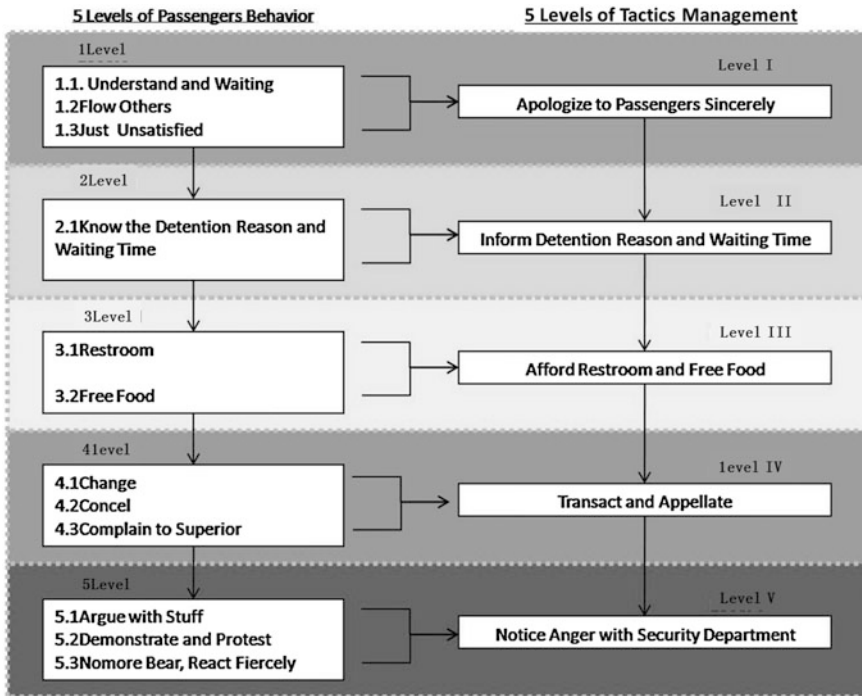 5 Levels of Passengers Behavior
5 Levels of Tactics Management
1Level
1.1. Understand and Waiting
1.2Flow Others
1.3Just Unsatisfied
Level I
Apologize to Passengers Sincerely
2Level
2.1Know the Detention Reason and
Waiting Time
Level II
Inform Detention Reason and Waiting Time
3Level
3.1Restroom
3.2Free Food
Level III
Afford Restroom and Free Food
4level
4.1Change
4.2Concel
4.3Complain to Superior
level IV
Transact and Appellate
5Level
5.1Argue with Stuff
5.2Demonstrate and Protest
5.3Nomore Bear, React Fiercely
Level V
Notice Anger with Security Department